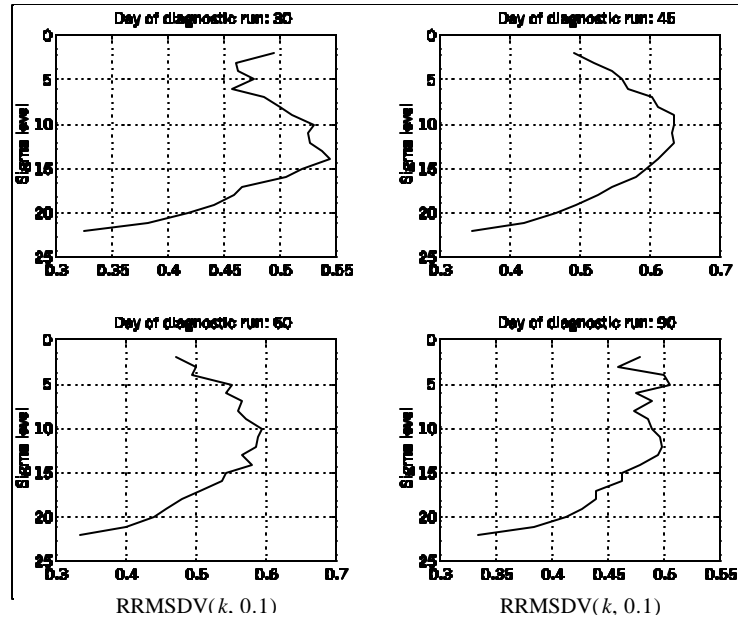 Day of diagnostic run: 30
0
5
10
15
20
25
Sigma level
0.3 0.35 0.4 0.45 0.5 0.55
Day of diagnostic run: 45
0
5
10
15
20
25
Sigma level
0.3 0.4 0.5 0.6 0.7
Day of diagnostic run: 60
0
5
10
15
20
25
Sigma level
0.3 0.4 0.5 0.6 0.7
RRMSDV(k, 0.1)
Day of diagnostic run: 90
0
5
10
15
20
25
Sigma level
0.3 0.35 0.4 0.45 0.5 0.55
RRMSDV(k, 0.1)